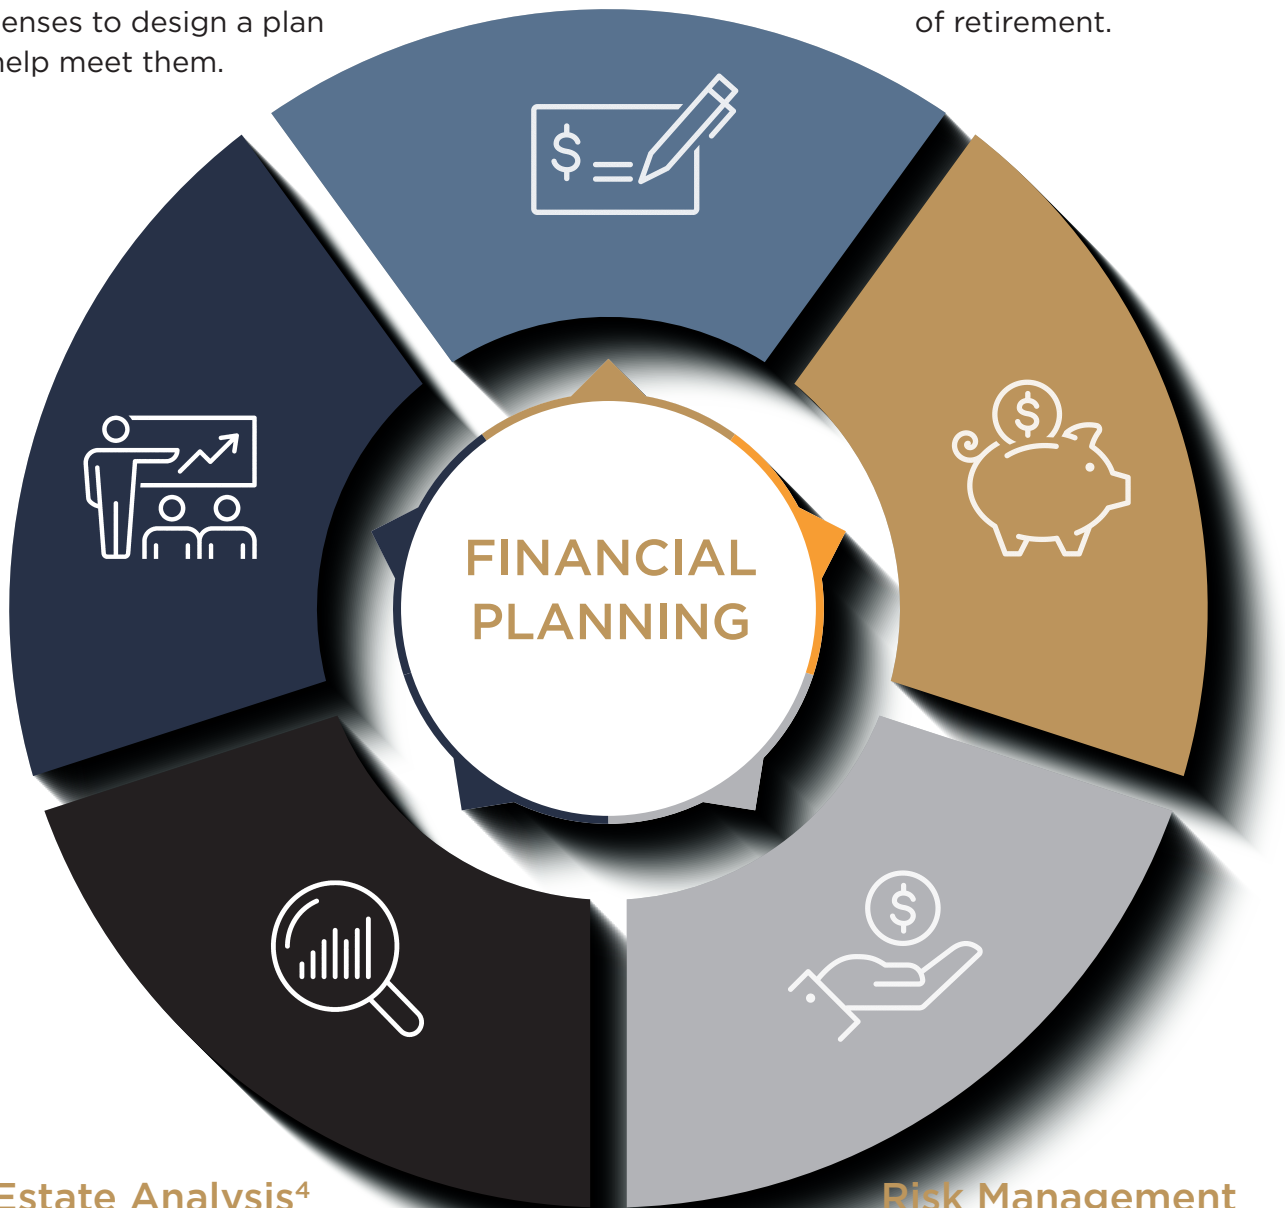 enses to design a plan
help meet them.
of retirement.
$ =
$
FINANCIAL
PLANNING
$
Estate Analysis⁴
Risk Management